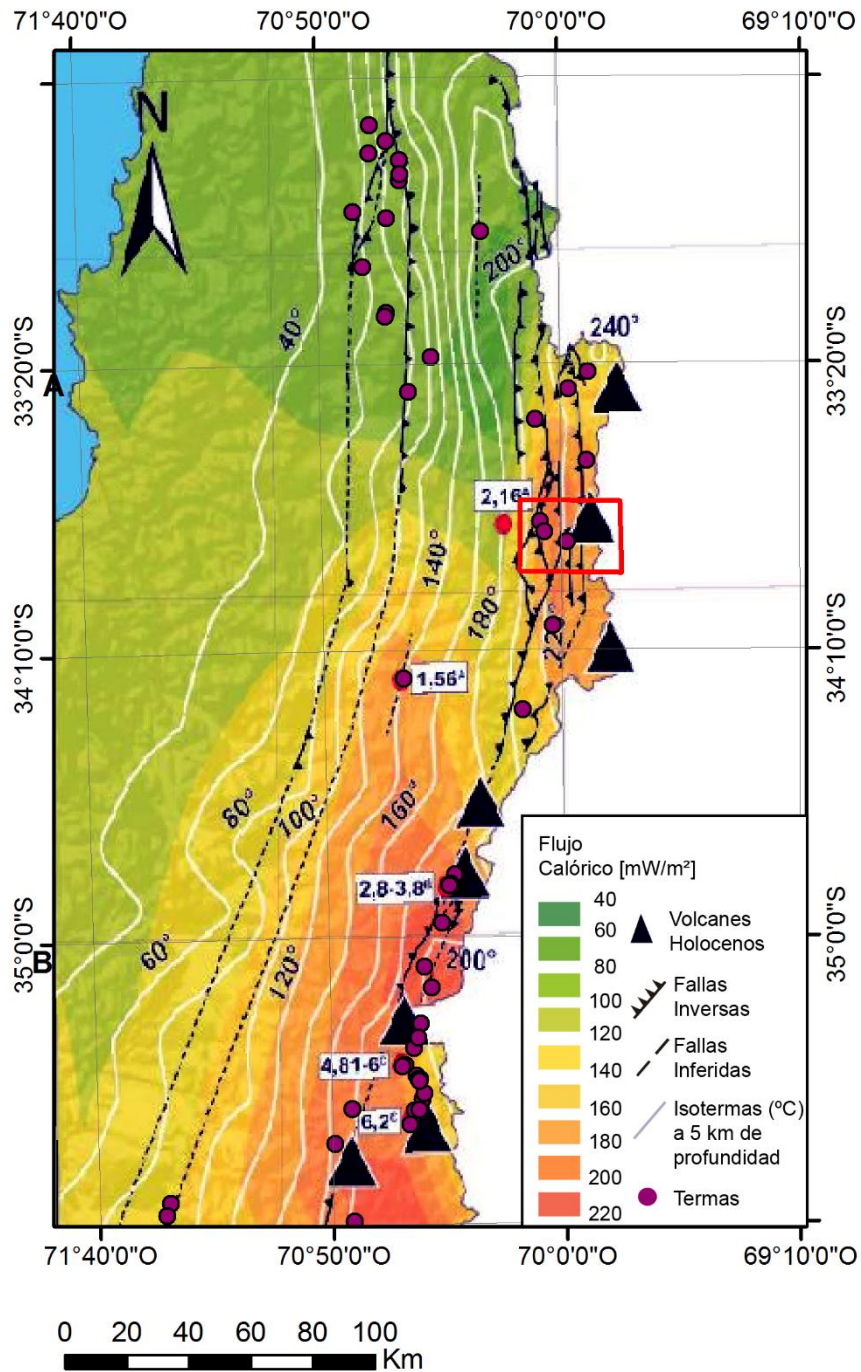 71°40'0"O 70°50'0"O 70°0'0"O 69°10'0"O
N
200°
40°
240°
33°20'0"S
A
33°20'0"S
2,16ᴬ
140°
180°
34°10'0"S
34°10'0"S
1.56ᴬ
80°
100°
160°
Flujo
Calórico [mW/m²]
40
60
80
100
120
140
160
180
200
220
Volcanes
Holocenos
Fallas
Inversas
Fallas
Inferidas
Isotermas (ºC)
a 5 km de
profundidad
Termas
2,8-3,8ᴮ
35°0'0"S
B
60°
120°
200°
35°0'0"S
4,81-6ᶜ
6,2ᶜ
71°40'0"O 70°50'0"O 70°0'0"O 69°10'0"O
0 20 40 60 80 100
Km